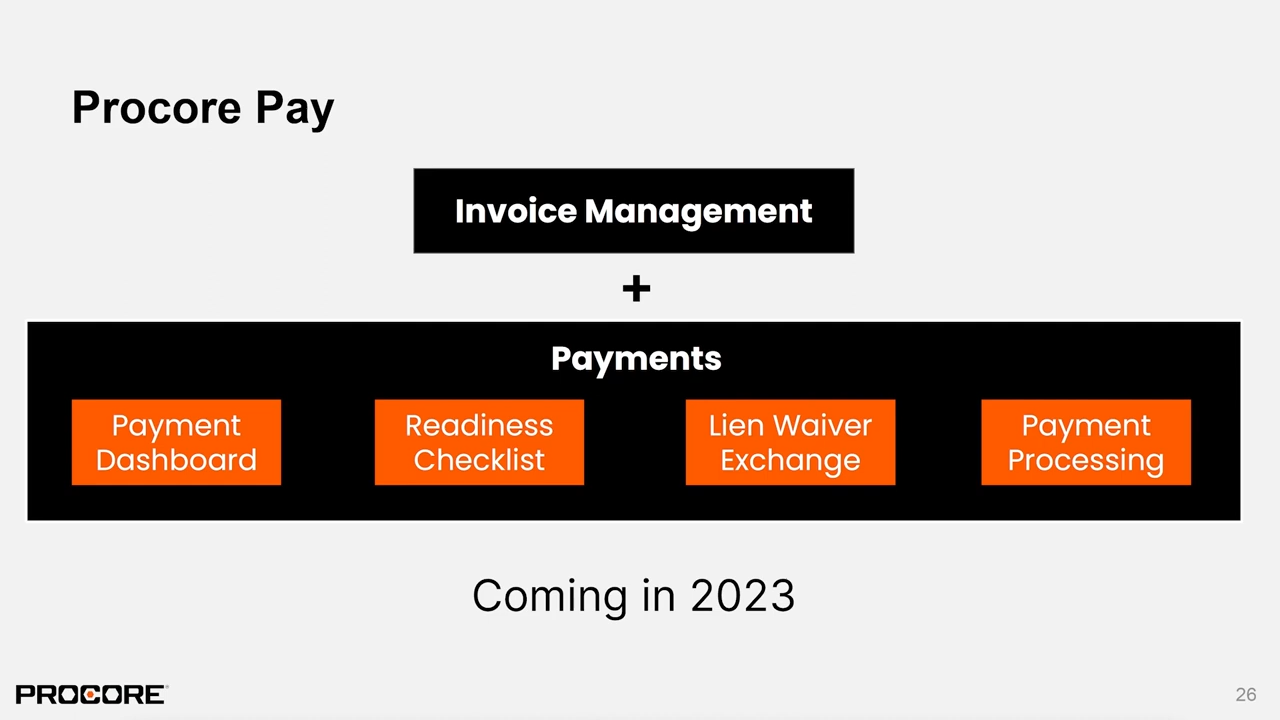 Procore Pay
Invoice Management
+
Payments
Payment
Dashboard
Readiness
Checklist
Lien Waiver
Exchange
Payment
Processing
Coming in 2023
PROCORE
26